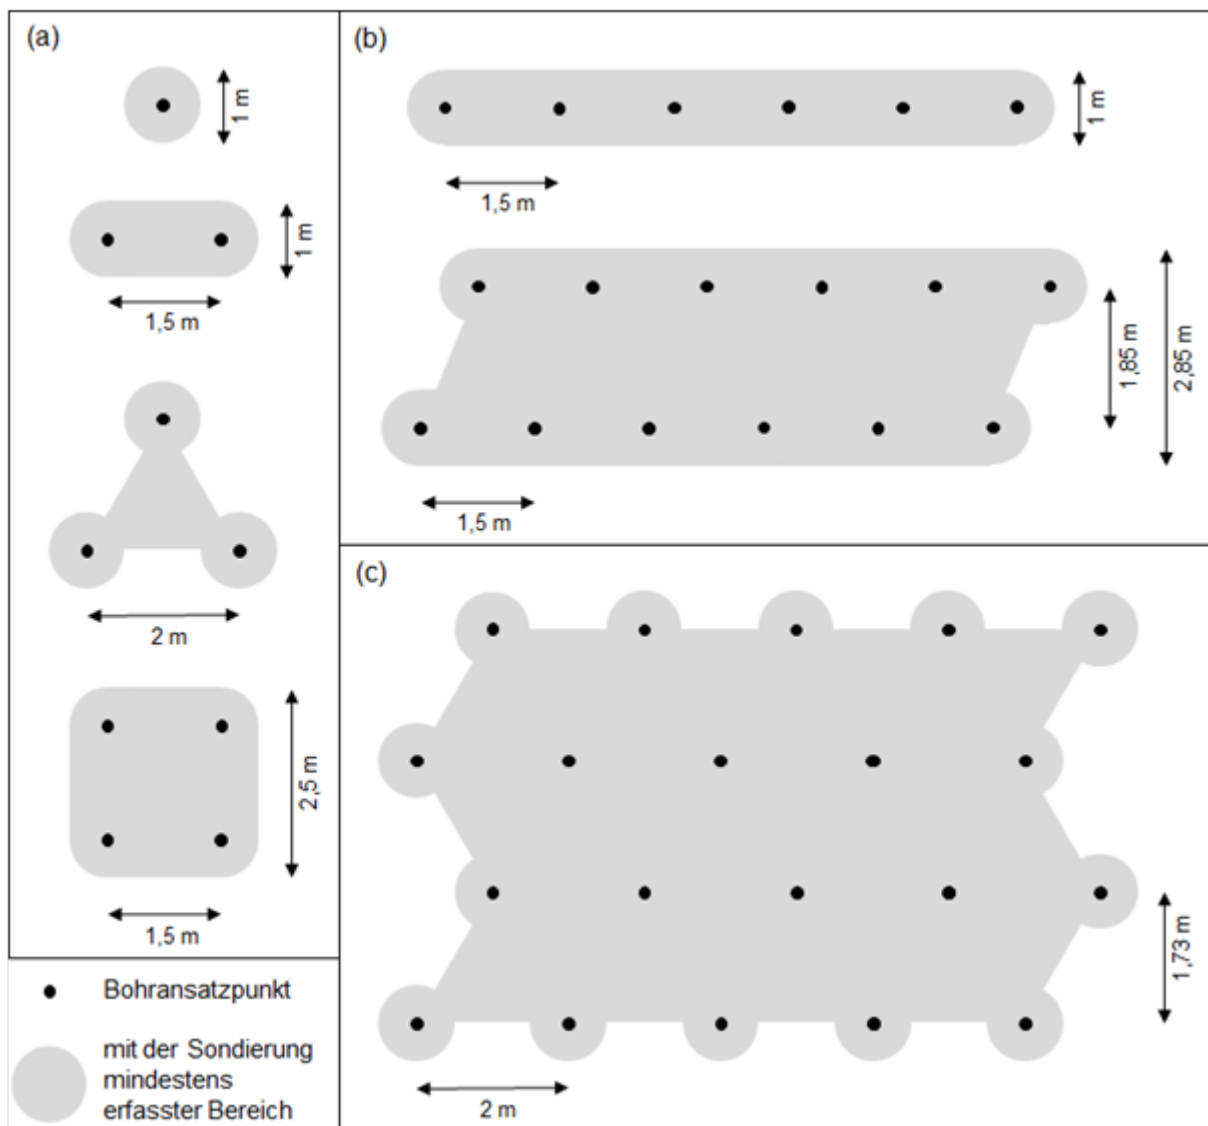 (a)
1 m
1 m
1,5 m
2 m
2,5 m
1,5 m
Bohransatzpunkt
mit der Sondierung
mindestens
erfasster Bereich
(b)
1 m
1,5 m
1,85 m
2,85 m
1,5 m
(c)
1,73 m
2 m